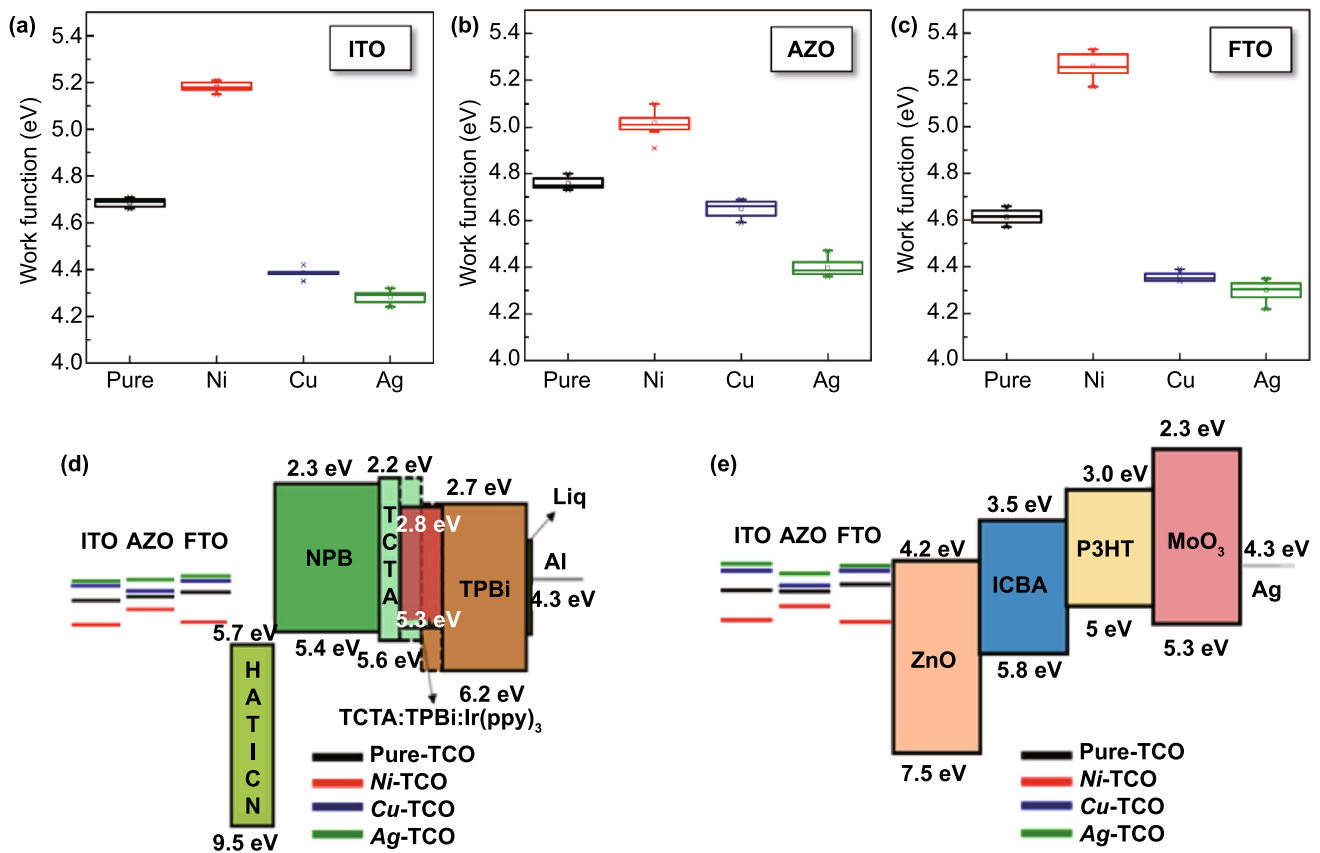 (a)
ITO
Work function (eV)
5.4
5.2
5.0
4.8
4.6
4.4
4.2
4.0
Pure Ni Cu Ag
(b)
AZO
Work function (eV)
5.4
5.2
5.0
4.8
4.6
4.4
4.2
4.0
Pure Ni Cu Ag
(c)
FTO
Work function (eV)
5.4
5.2
5.0
4.8
4.6
4.4
4.2
4.0
Pure Ni Cu Ag
(d)
ITO AZO FTO
5.7 eV
HATICN
9.5 eV
2.3 eV
NPB
5.4 eV
2.2 eV
TCTA
5.6 eV
2.8 eV
5.3 eV
2.7 eV
TPBi
6.2 eV
Liq
Al
4.3 eV
TCTA:TPBi:Ir(ppy)₃
Pure-TCO
Ni-TCO
Cu-TCO
Ag-TCO
(e)
ITO AZO FTO
4.2 eV
ZnO
7.5 eV
3.5 eV
ICBA
5.8 eV
3.0 eV
P3HT
5 eV
2.3 eV
MoO₃
5.3 eV
4.3 eV
Ag
Pure-TCO
Ni-TCO
Cu-TCO
Ag-TCO